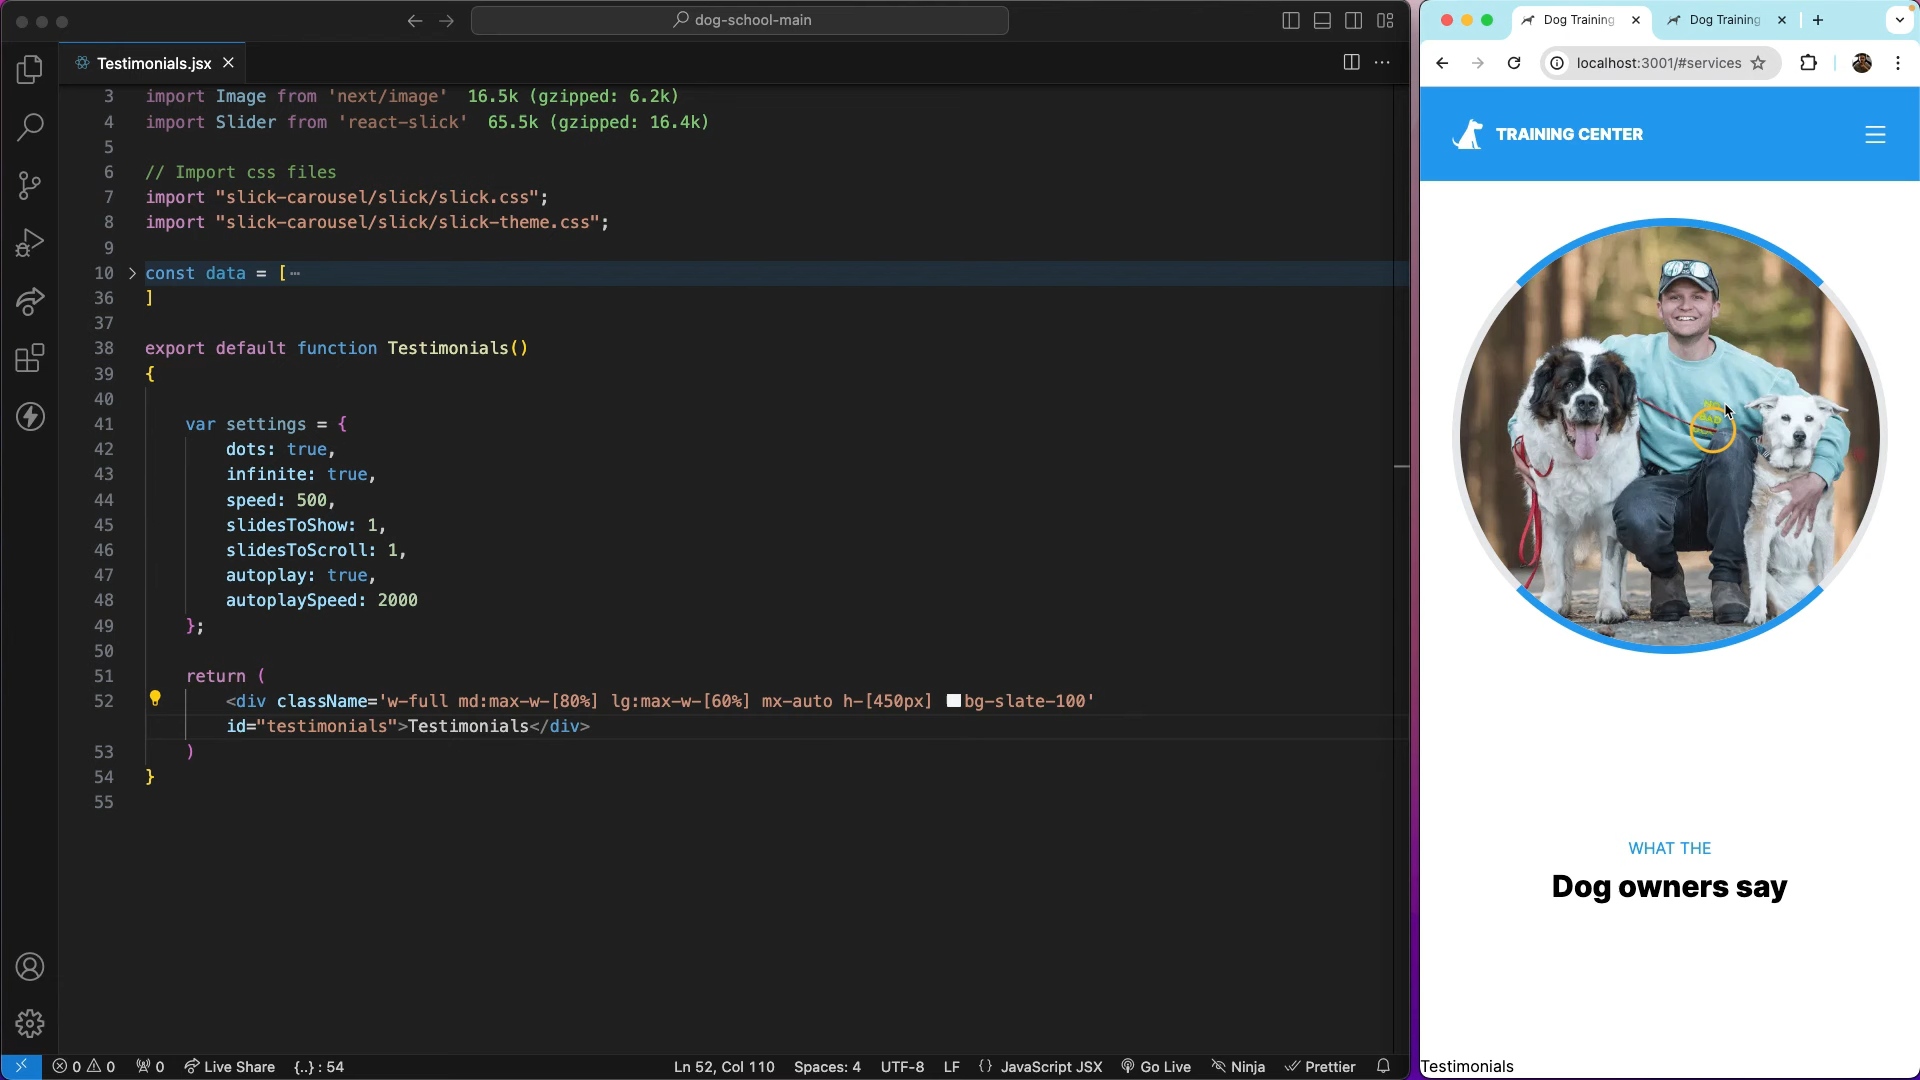 dog-school-main
Testimonials.jsx
3 import Image from 'next/image' 16.5k (gzipped: 6.2k)
4 import Slider from 'react-slick' 65.5k (gzipped: 16.4k)
5
6 // Import css files
7 import "slick-carousel/slick/slick.css";
8 import "slick-carousel/slick/slick-theme.css";
9
10 const data = [⋯
36 ]
37
38 export default function Testimonials()
39 {
40
41 var settings = {
42 dots: true,
43 infinite: true,
44 speed: 500,
45 slidesToShow: 1,
46 slidesToScroll: 1,
47 autoplay: true,
48 autoplaySpeed: 2000
49 };
50
51 return (
52 <div className='w-full md:max-w-[80%] lg:max-w-[60%] mx-auto h-[450px] bg-slate-100'
id="testimonials">Testimonials</div>
53 )
54 }
55
0 0 0 Live Share {..} : 54 Ln 52, Col 110 Spaces: 4 UTF-8 LF {} JavaScript JSX Go Live Ninja Prettier
Dog Training Dog Training
localhost:3001/#services
TRAINING CENTER
NO
BAD
WHAT THE
Dog owners say
Testimonials